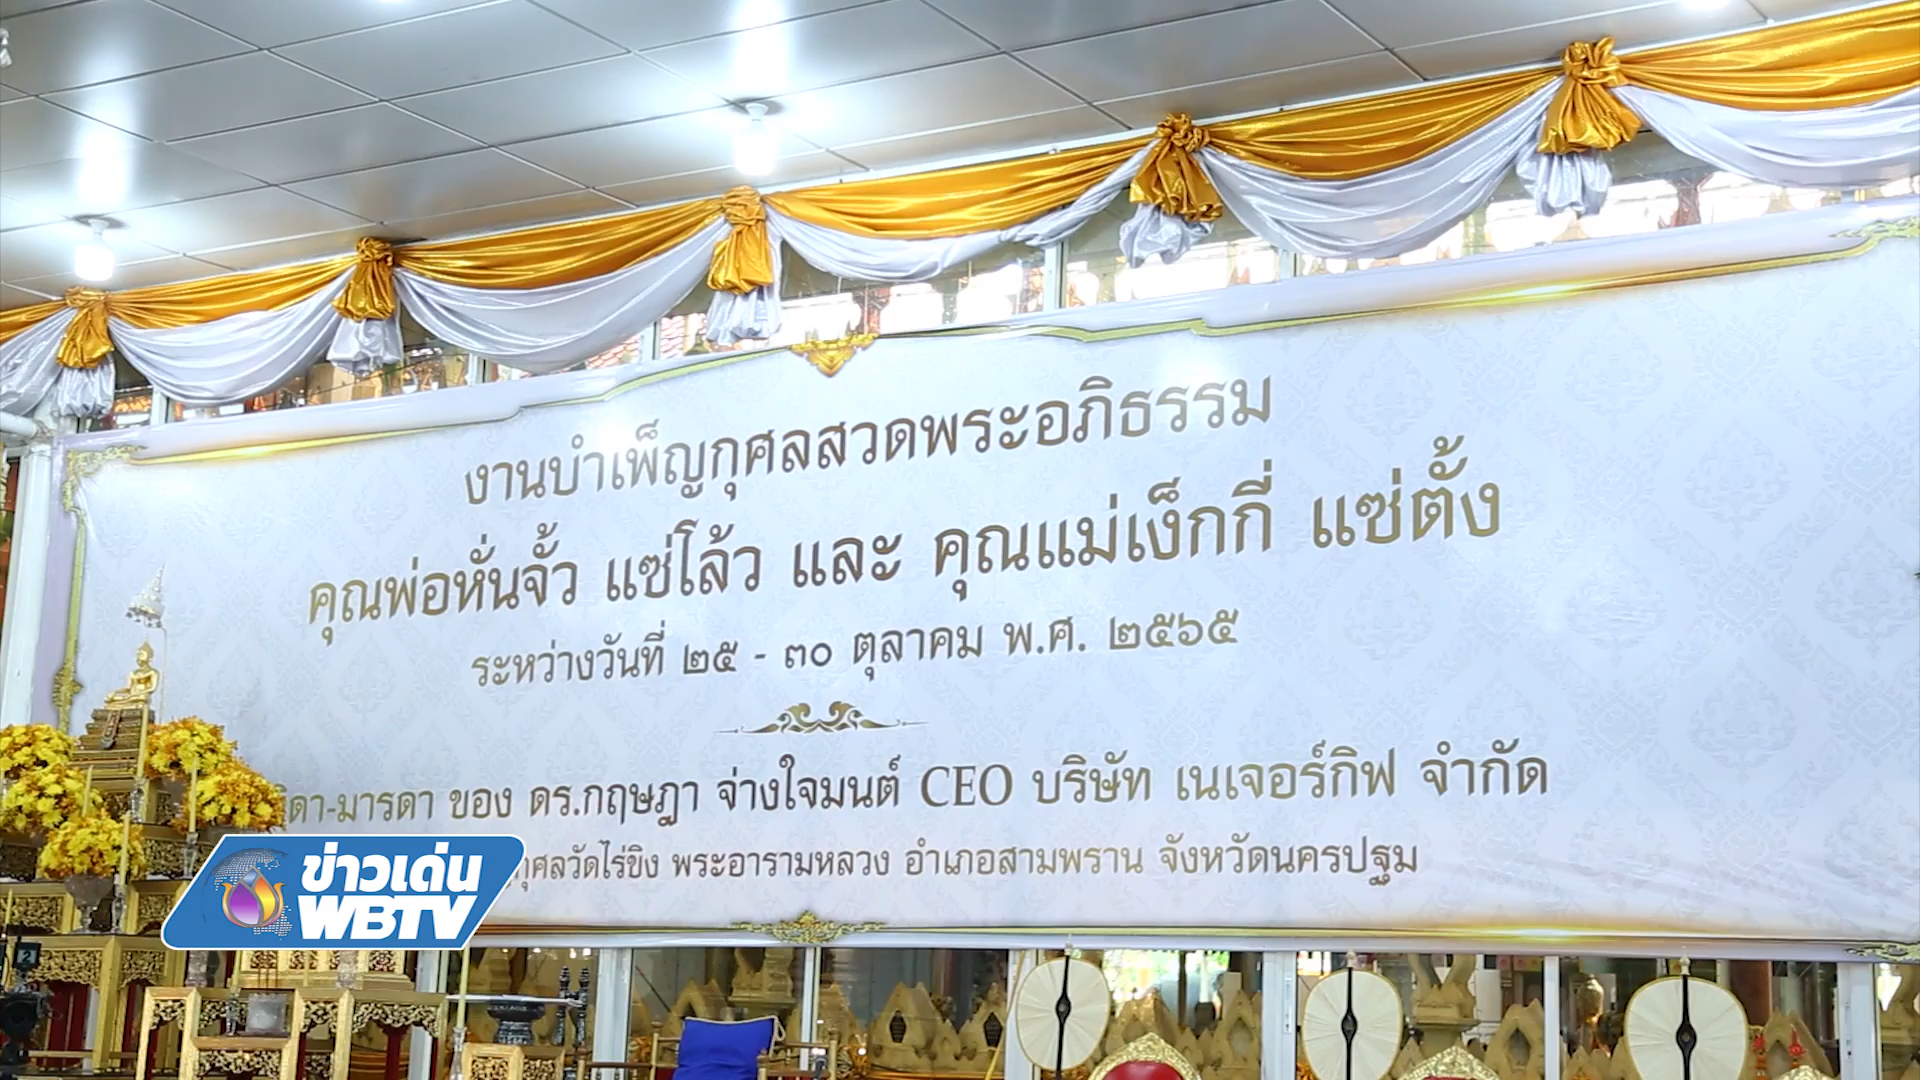 งานบำเพ็ญกุศลสวดพระอภิธรรม
คุณพ่อหั่นจั้ว แซ่โล้ว และ คุณแม่เง็กกี่ แซ่ตั้ง
ระหว่างวันที่ ๒๕ - ๓๐ ตุลาคม พ.ศ. ๒๕๖๕
ดา-มารดา ของ ดร.กฤษฎา จ่างใจมนต์ CEO บริษัท เนเจอร์กิฟ จำกัด
กุศลวัดไร่ขิง พระอารามหลวง อำเภอสามพราน จังหวัดนครปฐม
ข่าวเด่น
WBTV
2